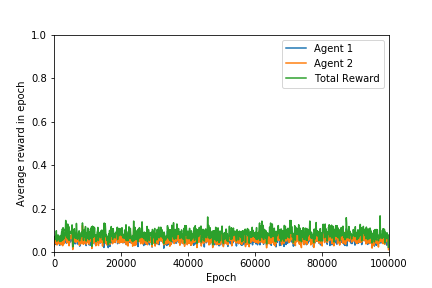 1.0
0.8
0.6
0.4
0.2
0.0
Average reward in epoch
Agent 1
Agent 2
Total Reward
0 20000 40000 60000 80000 100000
Epoch